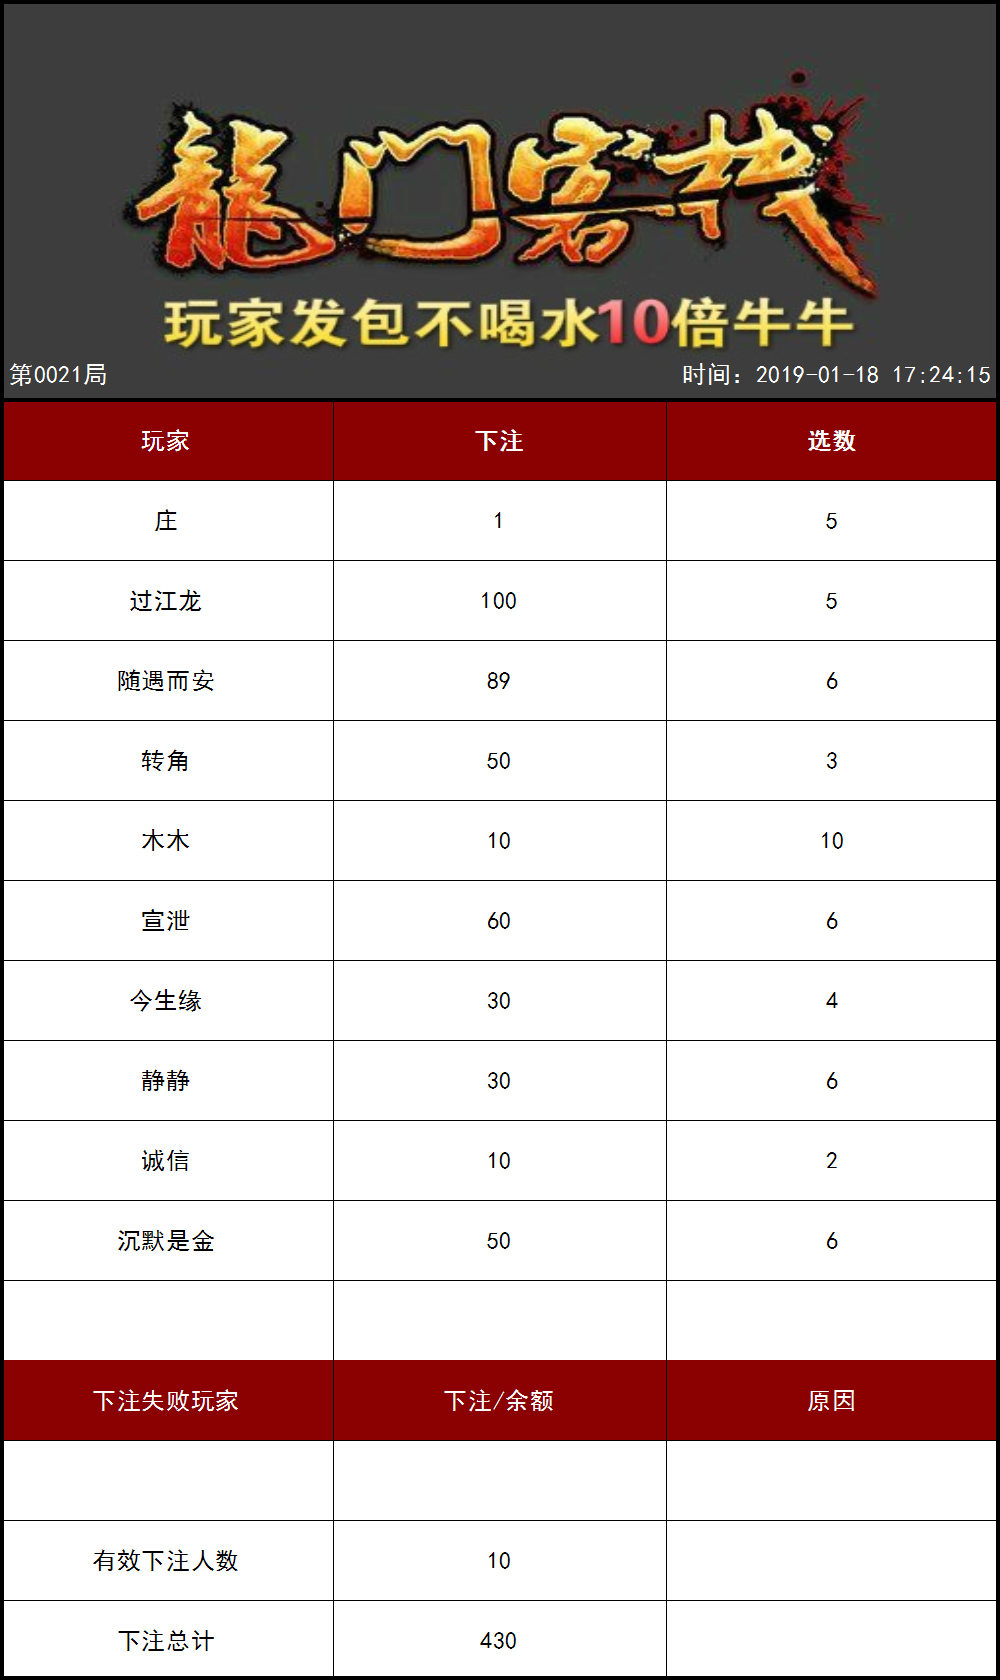 龍门客栈
玩家发包不喝水10倍牛牛
第0021局 时间：2019-01-18 17:24:15
玩家 下注 选数
庄 1 5
过江龙 100 5
随遇而安 89 6
转角 50 3
木木 10 10
宣泄 60 6
今生缘 30 4
静静 30 6
诚信 10 2
沉默是金 50 6
下注失败玩家 下注/余额 原因
有效下注人数 10
下注总计 430